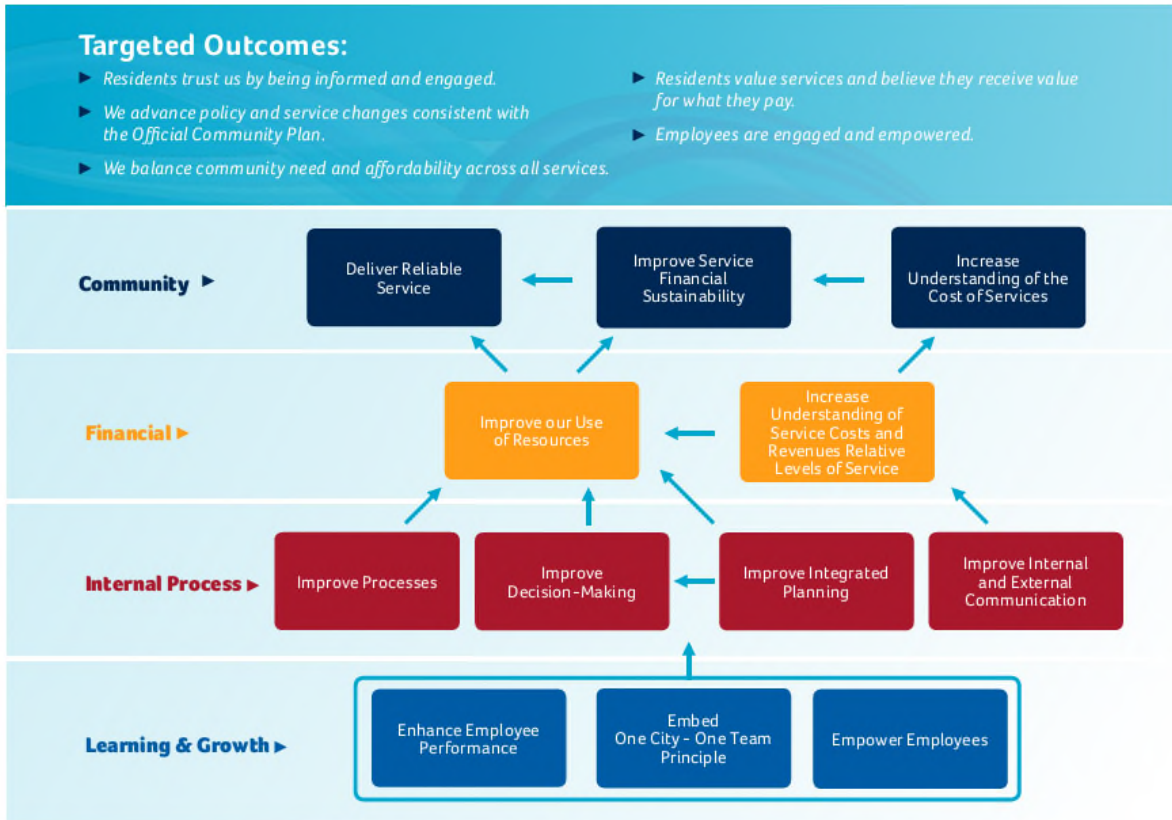 Targeted Outcomes:
► Residents trust us by being informed and engaged.
► We advance policy and service changes consistent with
the Official Community Plan.
► We balance community need and affordability across all services.
► Residents value services and believe they receive value
for what they pay.
► Employees are engaged and empowered.
Community ►
Deliver Reliable
Service
Improve Service
Financial
Sustainability
Increase
Understanding of the
Cost of Services
Financial ►
Improve our Use
of Resources
Increase
Understanding of
Service Costs and
Revenues Relative
Levels of Service
Internal Process ►
Improve Processes
Improve
Decision-Making
Improve Integrated
Planning
Improve Internal
and External
Communication
Learning & Growth ►
Enhance Employee
Performance
Embed
One City - One Team
Principle
Empower Employees